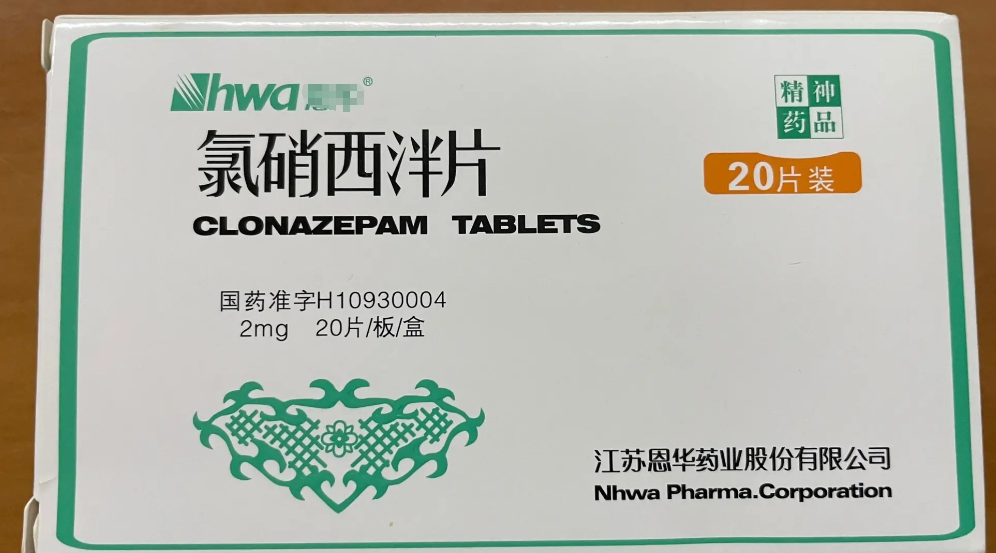 Nhwa ®
精神
药品
氯硝西泮片
20片装
CLONAZEPAM TABLETS
国药准字H10930004
2mg 20片/板/盒
江苏恩华药业股份有限公司
Nhwa Pharma.Corporation